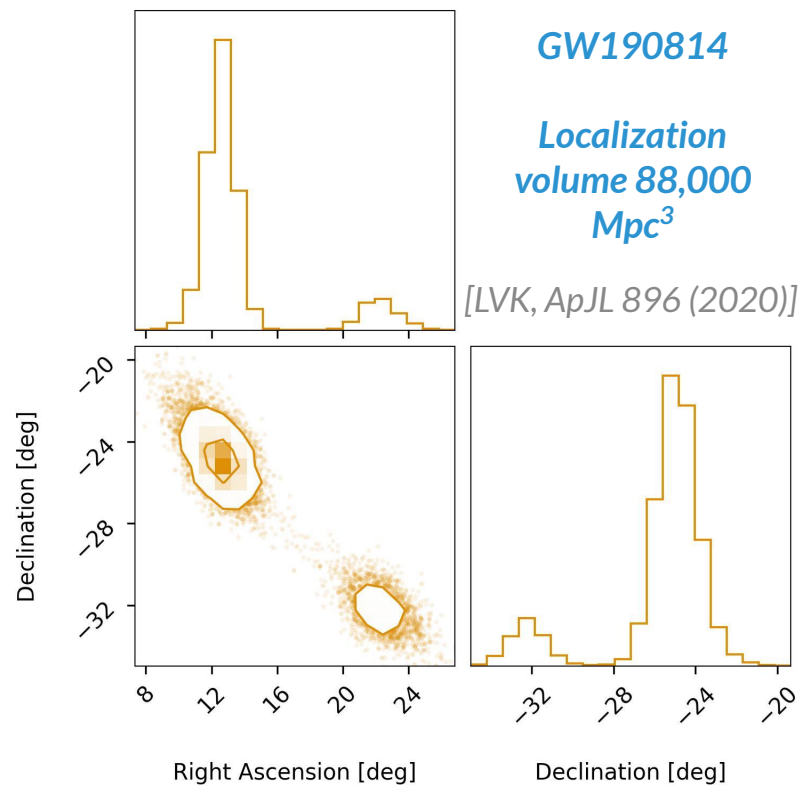 GW190814
Localization
volume 88,000
Mpc³
[LVK, ApJL 896 (2020)]
−20
−24
−28
−32
Declination [deg]
8 12 16 20 24
Right Ascension [deg]
−32 −28 −24 −20
Declination [deg]